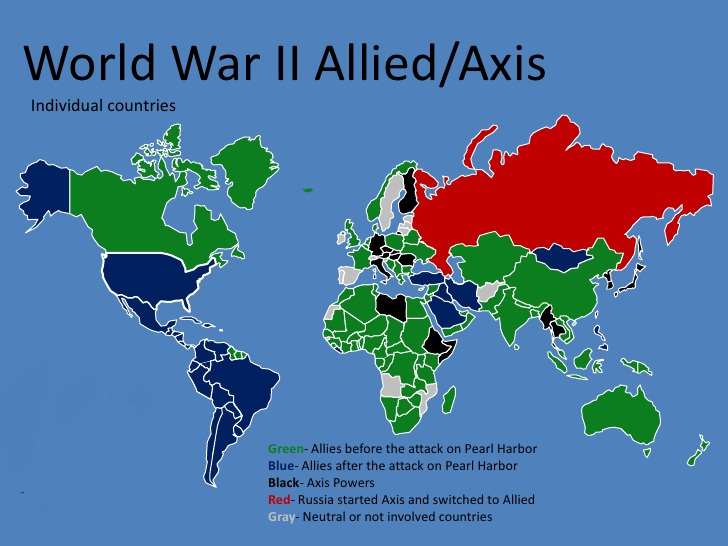 World War II Allied/Axis
Individual countries
Green- Allies before the attack on Pearl Harbor
Blue- Allies after the attack on Pearl Harbor
Black- Axis Powers
Red- Russia started Axis and switched to Allied
Gray- Neutral or not involved countries